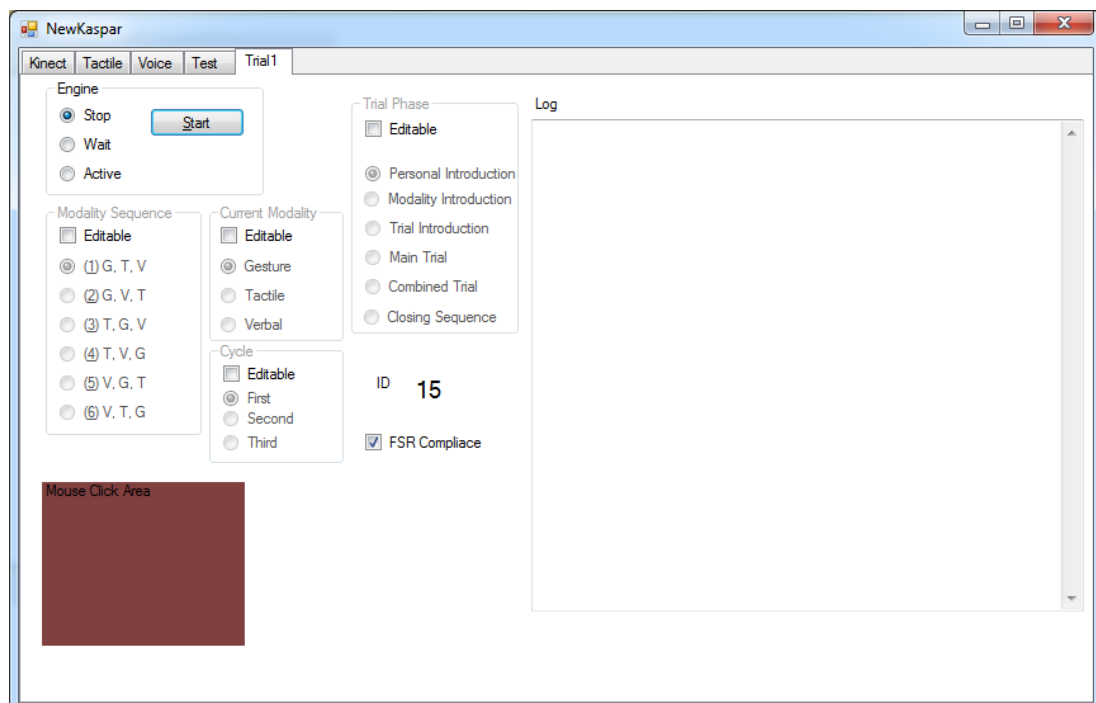 NewKaspar
Kinect Tactile Voice Test Trial1
Engine
Stop
Start
Wait
Active
Modality Sequence
Editable
(1) G, T, V
(2) G, V, T
(3) T, G, V
(4) T, V, G
(5) V, G, T
(6) V, T, G
Current Modality
Editable
Gesture
Tactile
Verbal
Cycle
Editable
First
Second
Third
Trial Phase
Editable
Personal Introduction
Modality Introduction
Trial Introduction
Main Trial
Combined Trial
Closing Sequence
ID 15
FSR Compliace
Log
Mouse Click Area